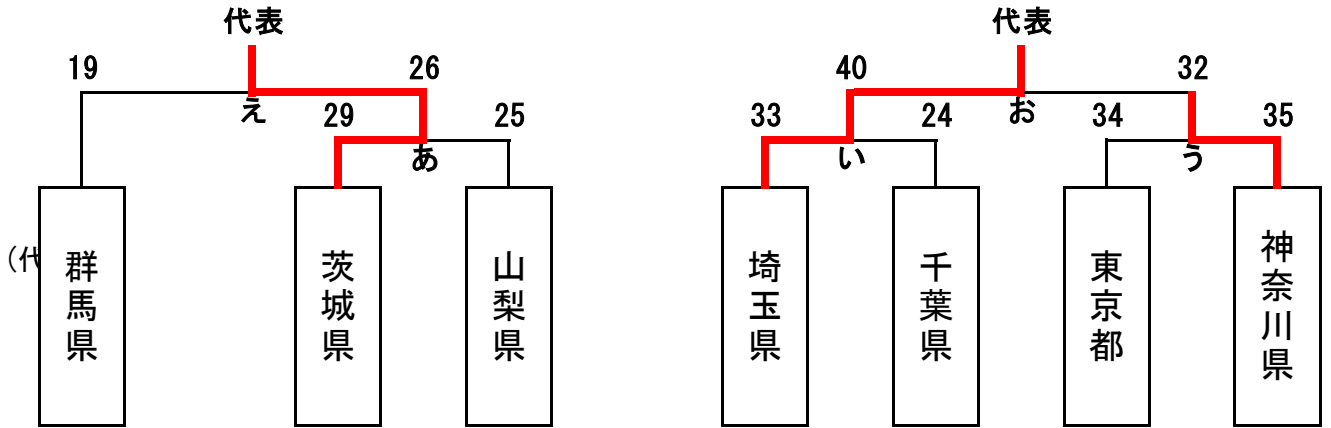 代表
19
26
え
29
25
あ
(代
群馬県
茨城県
山梨県
代表
40
32
お
33
24
34
35
い
う
埼玉県
千葉県
東京都
神奈川県